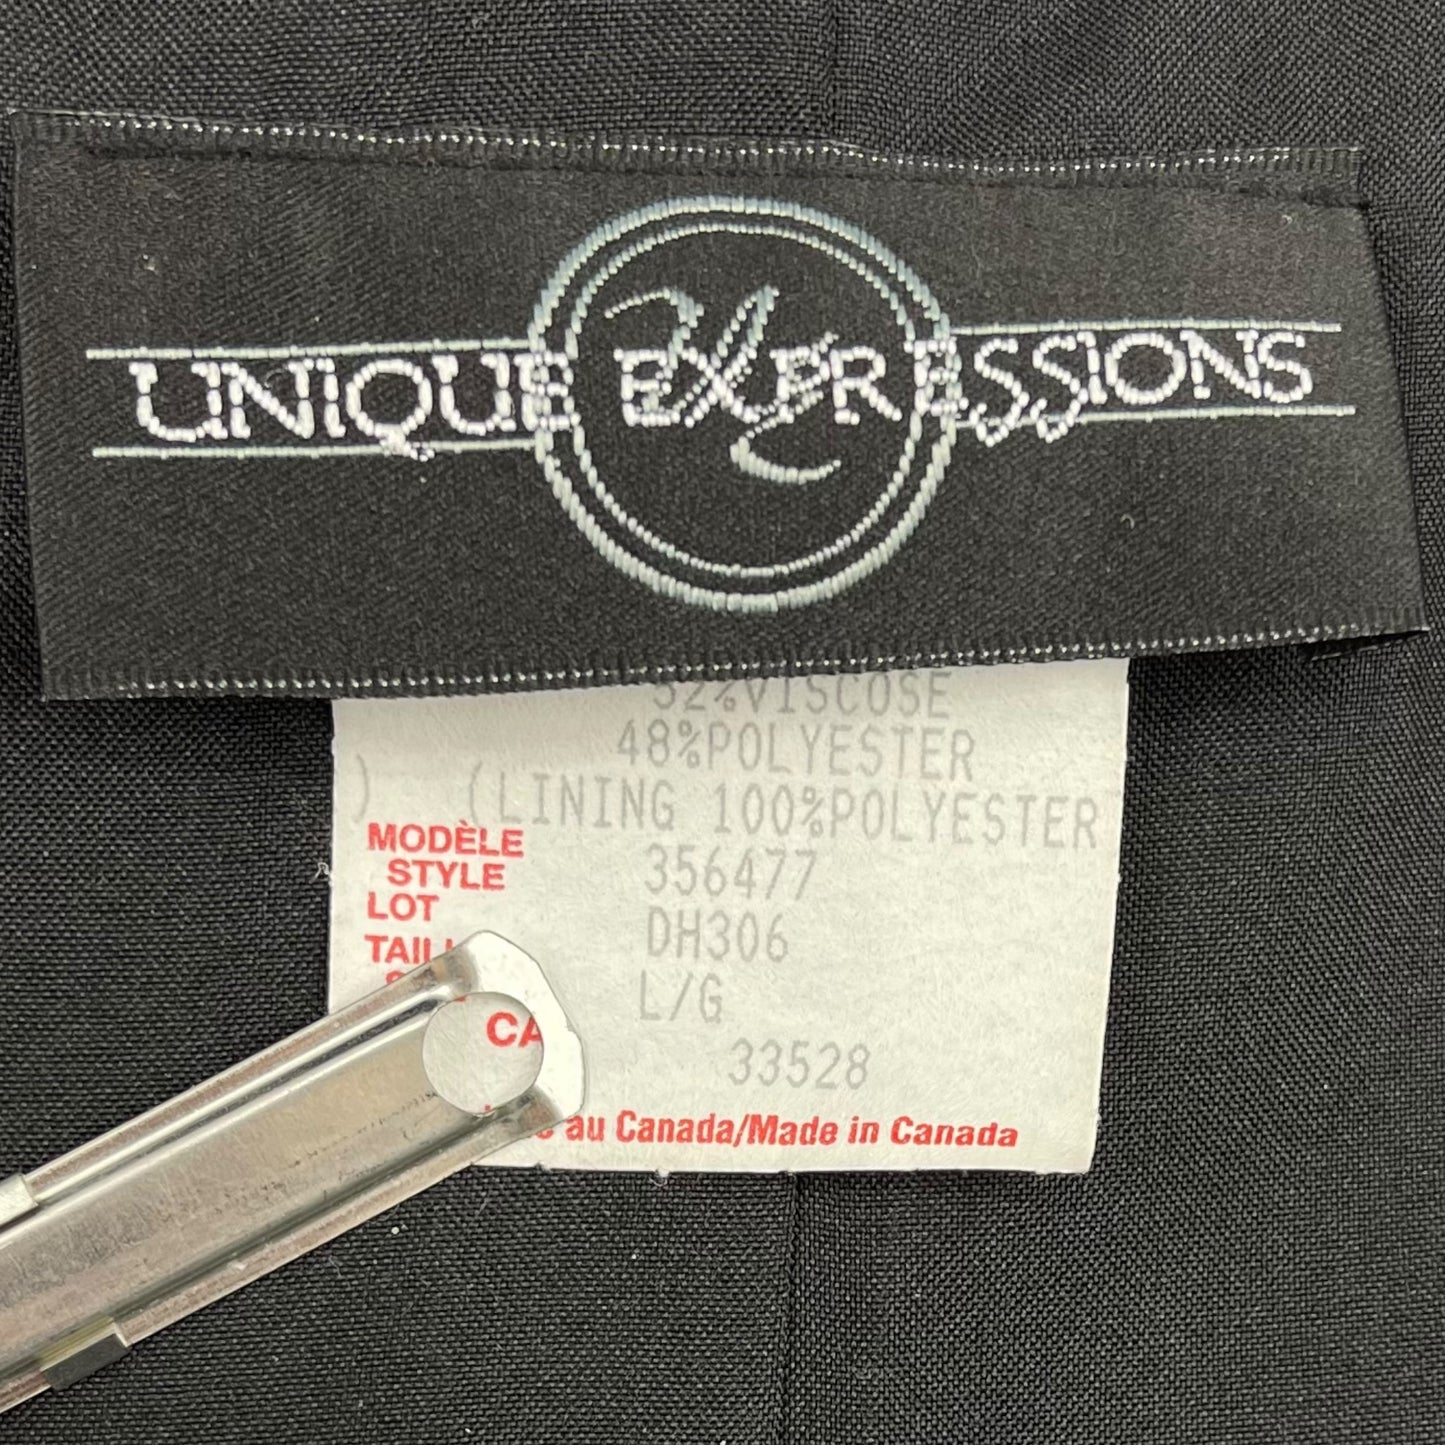 UNIQUE EXPRESSIONS
52%VISCOSE
48%POLYESTER
) (LINING 100%POLYESTER
MODÈLE
STYLE 356477
LOT DH306
L/G
CA
33528
au Canada/Made in Canada